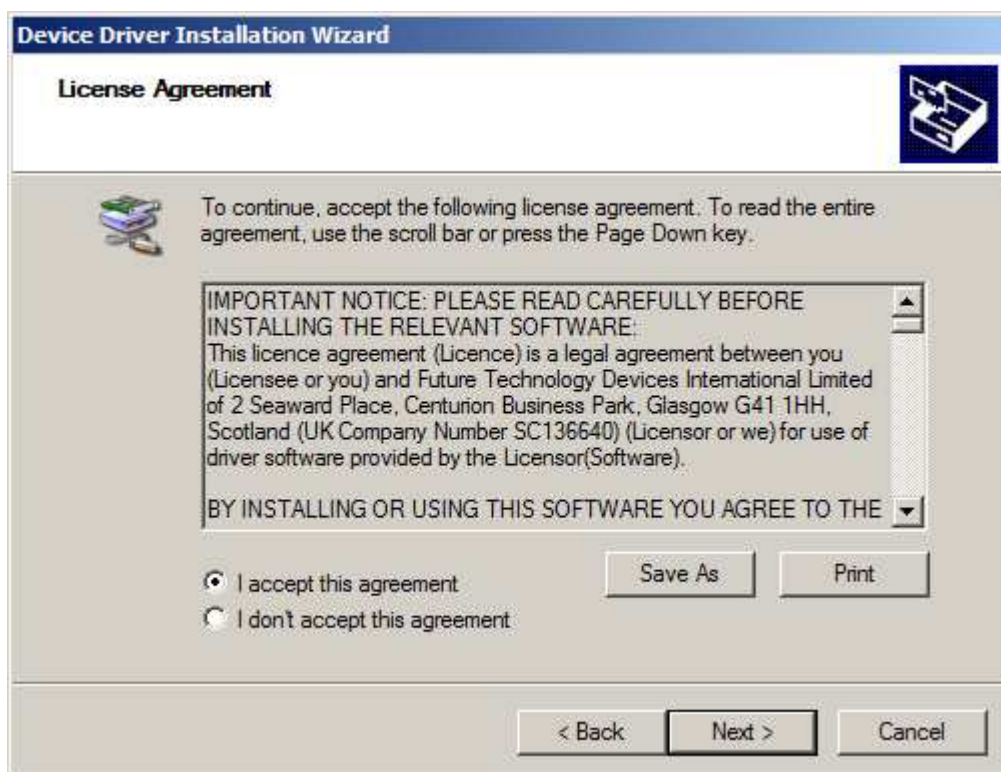 Device Driver Installation Wizard
License Agreement
To continue, accept the following license agreement. To read the entire
agreement, use the scroll bar or press the Page Down key.
IMPORTANT NOTICE: PLEASE READ CAREFULLY BEFORE
INSTALLING THE RELEVANT SOFTWARE:
This licence agreement (Licence) is a legal agreement between you
(Licensee or you) and Future Technology Devices International Limited
of 2 Seaward Place, Centurion Business Park, Glasgow G41 1HH,
Scotland (UK Company Number SC136640) (Licensor or we) for use of
driver software provided by the Licensor(Software).
BY INSTALLING OR USING THIS SOFTWARE YOU AGREE TO THE
I accept this agreement
Save As
Print
I don't accept this agreement
< Back
Next >
Cancel